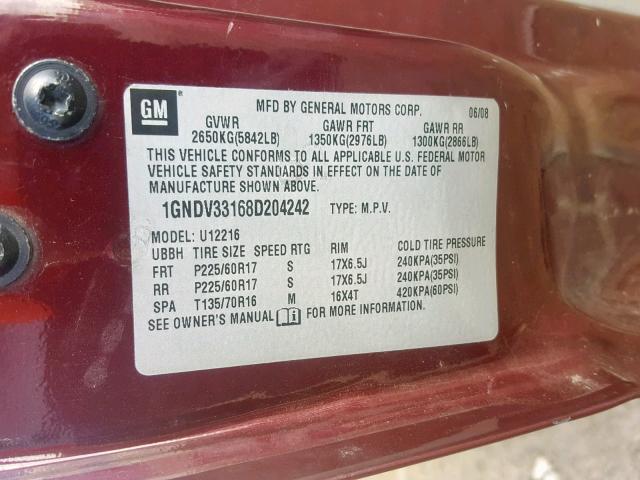 GM
MFD BY GENERAL MOTORS CORP. 06/08
GVWR GAWR FRT GAWR RR
2650KG(5842LB) 1350KG(2976LB) 1300KG(2866LB)
THIS VEHICLE CONFORMS TO ALL APPLICABLE U.S. FEDERAL MOTOR
VEHICLE SAFETY STANDARDS IN EFFECT ON THE DATE OF
MANUFACTURE SHOWN ABOVE.
1GNDV33168D204242 TYPE: M.P.V.
MODEL: U12216
UBBH TIRE SIZE SPEED RTG RIM COLD TIRE PRESSURE
FRT P225/60R17 S 17X6.5J 240KPA(35PSI)
RR P225/60R17 S 17X6.5J 240KPA(35PSI)
SPA T135/70R16 M 16X4T 420KPA(60PSI)
SEE OWNER'S MANUAL FOR MORE INFORMATION.